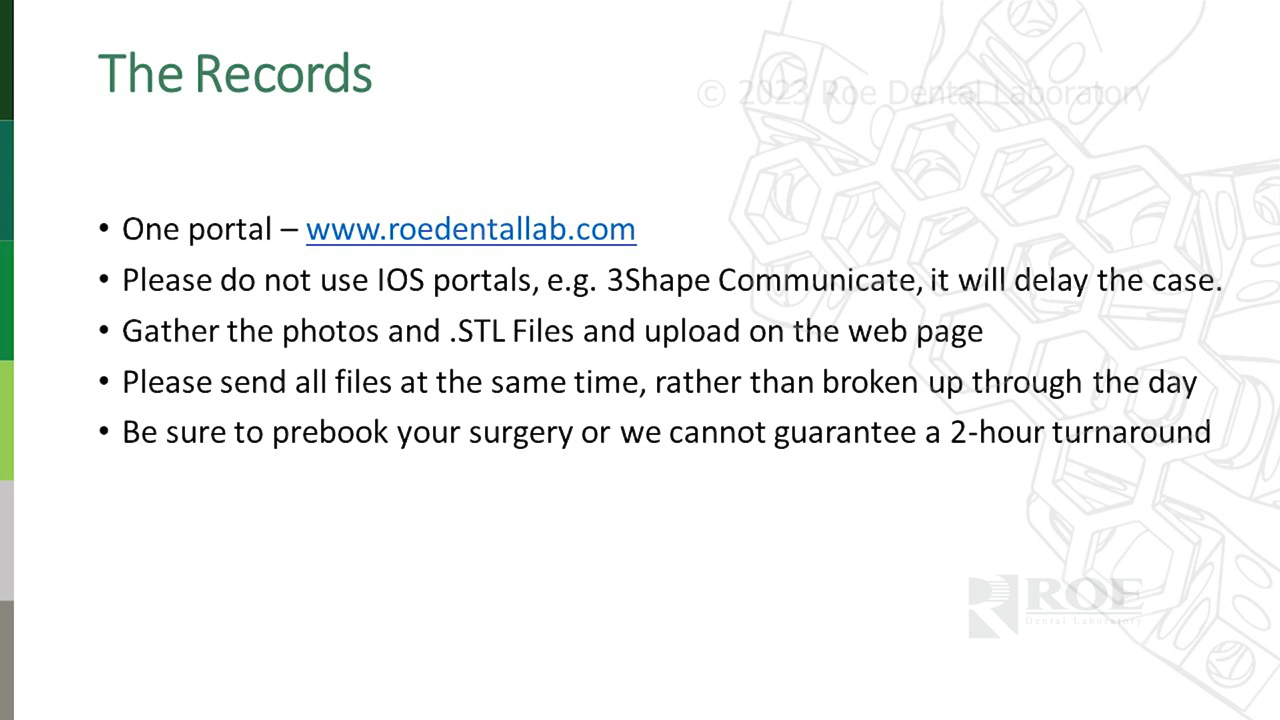 The Records
© 2023 Roe Dental Laboratory
• One portal – www.roedentallab.com
• Please do not use IOS portals, e.g. 3Shape Communicate, it will delay the case.
• Gather the photos and .STL Files and upload on the web page
• Please send all files at the same time, rather than broken up through the day
• Be sure to prebook your surgery or we cannot guarantee a 2-hour turnaround
ROE
Dental Laboratory